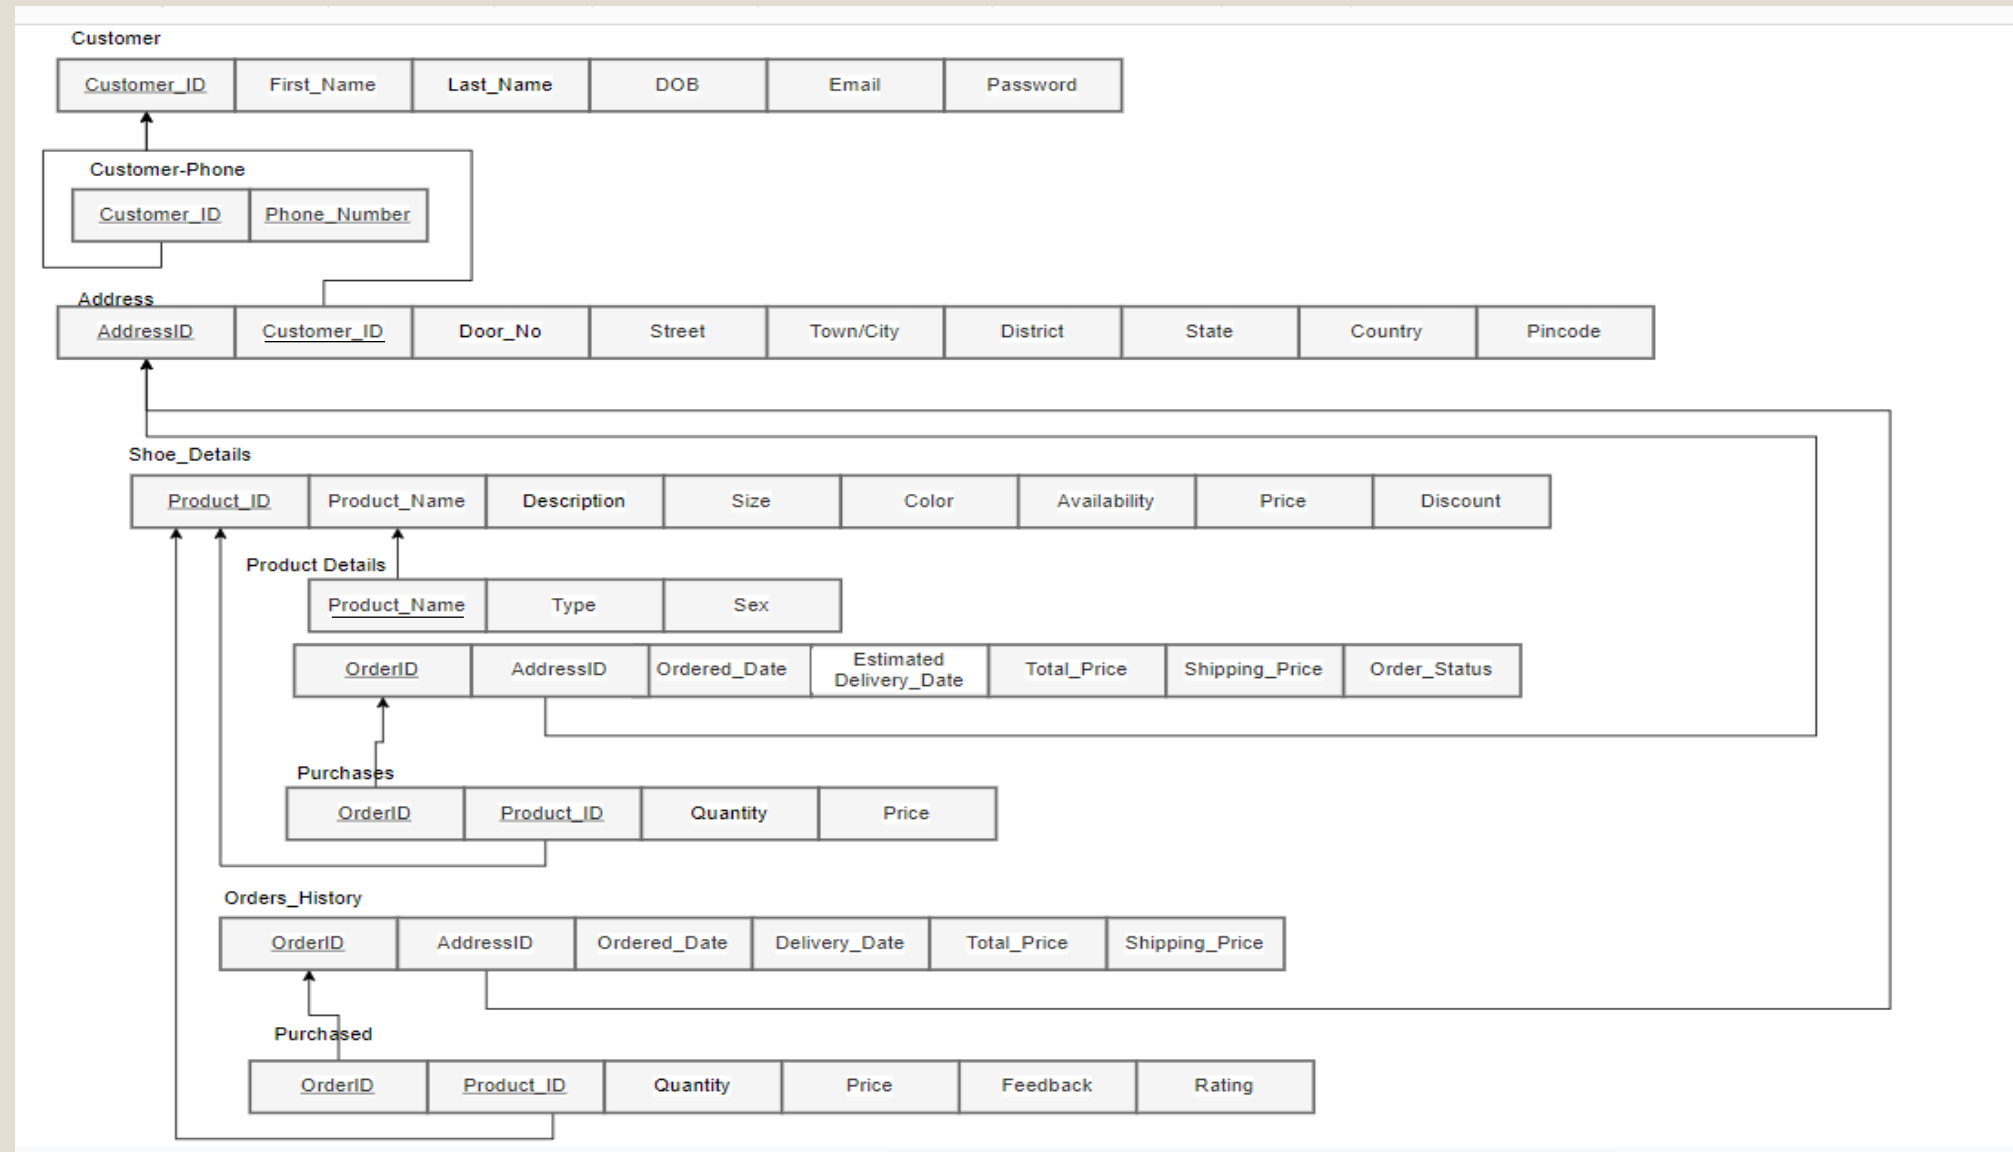 Customer
Customer_ID First_Name Last_Name DOB Email Password
Customer-Phone
Customer_ID Phone_Number
Address
AddressID Customer_ID Door_No Street Town/City District State Country Pincode
Shoe_Details
Product_ID Product_Name Description Size Color Availability Price Discount
Product Details
Product_Name Type Sex
OrderID AddressID Ordered_Date Estimated Delivery_Date Total_Price Shipping_Price Order_Status
Purchases
OrderID Product_ID Quantity Price
Orders_History
OrderID AddressID Ordered_Date Delivery_Date Total_Price Shipping_Price
Purchased
OrderID Product_ID Quantity Price Feedback Rating